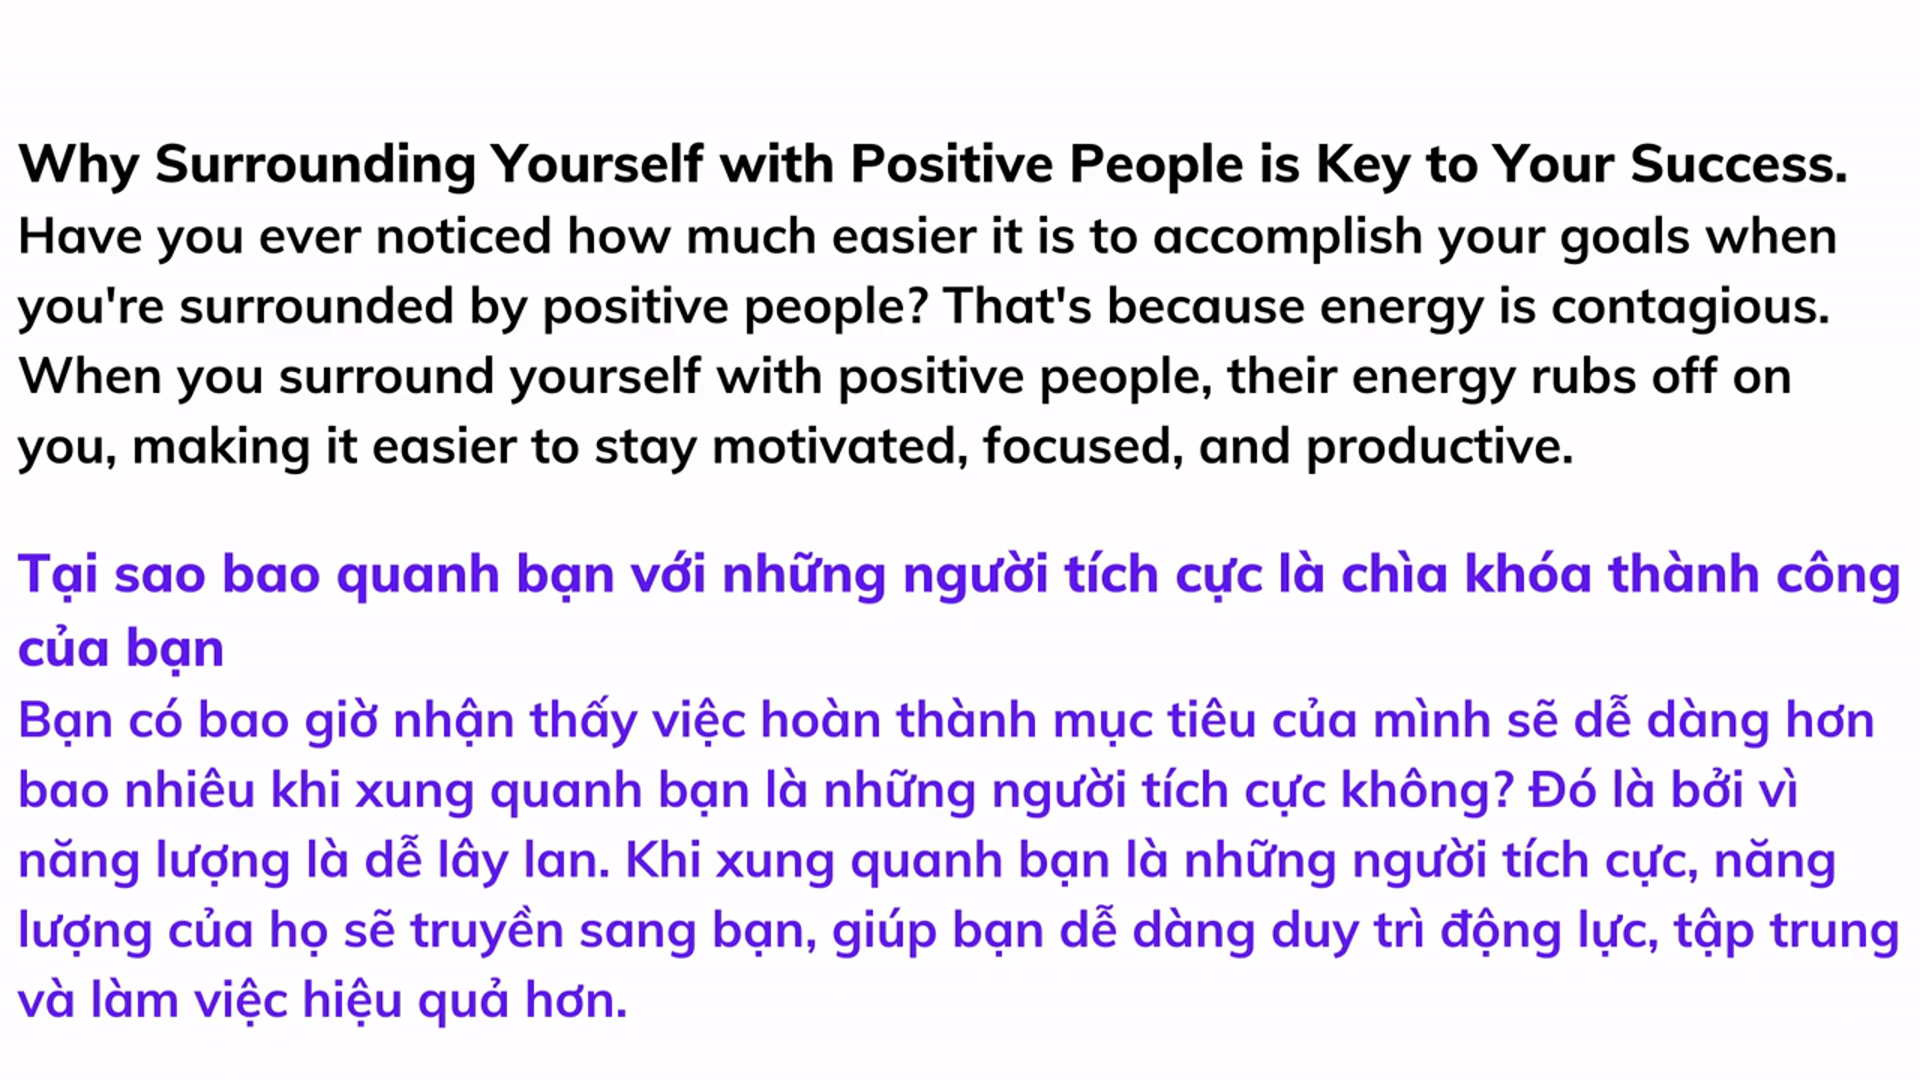 Why Surrounding Yourself with Positive People is Key to Your Success.
Have you ever noticed how much easier it is to accomplish your goals when
you're surrounded by positive people? That's because energy is contagious.
When you surround yourself with positive people, their energy rubs off on
you, making it easier to stay motivated, focused, and productive.
Tại sao bao quanh bạn với những người tích cực là chìa khóa thành công
của bạn
Bạn có bao giờ nhận thấy việc hoàn thành mục tiêu của mình sẽ dễ dàng hơn
bao nhiêu khi xung quanh bạn là những người tích cực không? Đó là bởi vì
năng lượng là dễ lây lan. Khi xung quanh bạn là những người tích cực, năng
lượng của họ sẽ truyền sang bạn, giúp bạn dễ dàng duy trì động lực, tập trung
và làm việc hiệu quả hơn.